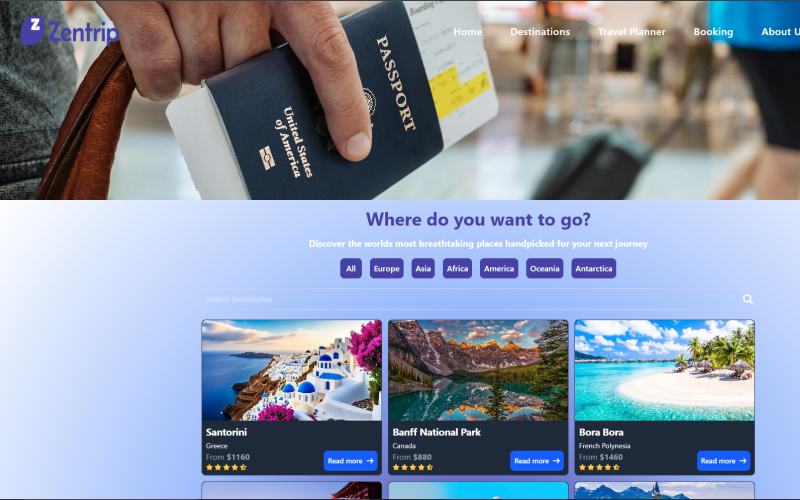 Z
Zentrip
Home Destinations Travel Planner Booking About U
Boarding
PASSPORT
United States
of America
Where do you want to go?
Discover the worlds most breathtaking places handpicked for your next journey
All Europe Asia Africa America Oceania Antarctica
Search Destination
Santorini
Greece
From $1160
Read more →
Banff National Park
Canada
From $880
Read more →
Bora Bora
French Polynesia
From $1460
Read more →